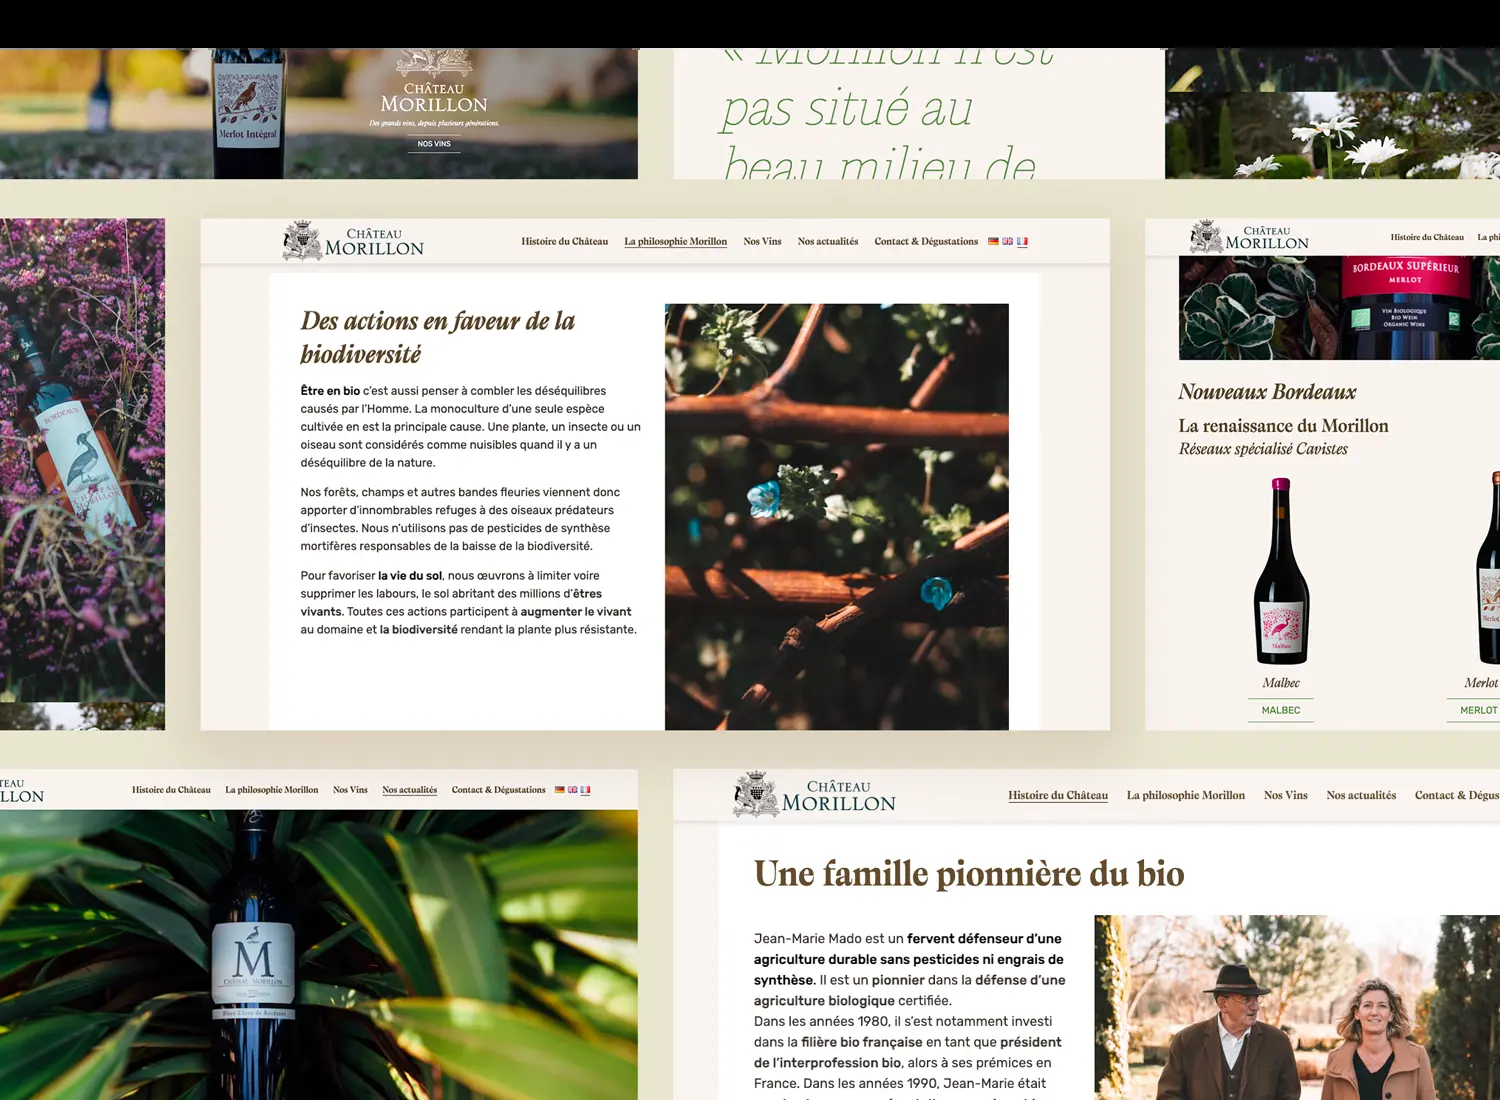 Merlot Intégral
CHÂTEAU
MORILLON
Des grands vins, depuis plusieurs générations.
NOS VINS
« Morillon n'est
pas situé au
beau milieu de
BORDEAUX
CHÂTEAU
MORILLON
CHÂTEAU
MORILLON
Histoire du Château
La philosophie Morillon
Nos Vins
Nos actualités
Contact & Dégustations
Des actions en faveur de la
biodiversité
Être en bio c'est aussi penser à combler les déséquilibres
causés par l'Homme. La monoculture d'une seule espèce
cultivée en est la principale cause. Une plante, un insecte ou un
oiseau sont considérés comme nuisibles quand il y a un
déséquilibre de la nature.
Nos forêts, champs et autres bandes fleuries viennent donc
apporter d'innombrables refuges à des oiseaux prédateurs
d'insectes. Nous n'utilisons pas de pesticides de synthèse
mortifères responsables de la baisse de la biodiversité.
Pour favoriser la vie du sol, nous œuvrons à limiter voire
supprimer les labours, le sol abritant des millions d'êtres
vivants. Toutes ces actions participent à augmenter le vivant
au domaine et la biodiversité rendant la plante plus résistante.
CHÂTEAU
MORILLON
Histoire du Château
La phi
BORDEAUX SUPÉRIEUR
MERLOT
VIN BIOLOGIQUE
BIO WEIN
ORGANIC WINE
Nouveaux Bordeaux
La renaissance du Morillon
Réseaux spécialisé Cavistes
Malbec
Merlot
Malbec
Merlot
MALBEC
MERLOT
TEAU
ILLON
Histoire du Château
La philosophie Morillon
Nos Vins
Nos actualités
Contact & Dégustations
M
CHÂTEAU MORILLON
Blaye Côtes de Bordeaux
CHÂTEAU
MORILLON
Histoire du Château
La philosophie Morillon
Nos Vins
Nos actualités
Contact & Dégus
Une famille pionnière du bio
Jean-Marie Mado est un fervent défenseur d'une
agriculture durable sans pesticides ni engrais de
synthèse. Il est un pionnier dans la défense d'une
agriculture biologique certifiée.
Dans les années 1980, il s'est notamment investi
dans la filière bio française en tant que président
de l'interprofession bio, alors à ses prémices en
France. Dans les années 1990, Jean-Marie était